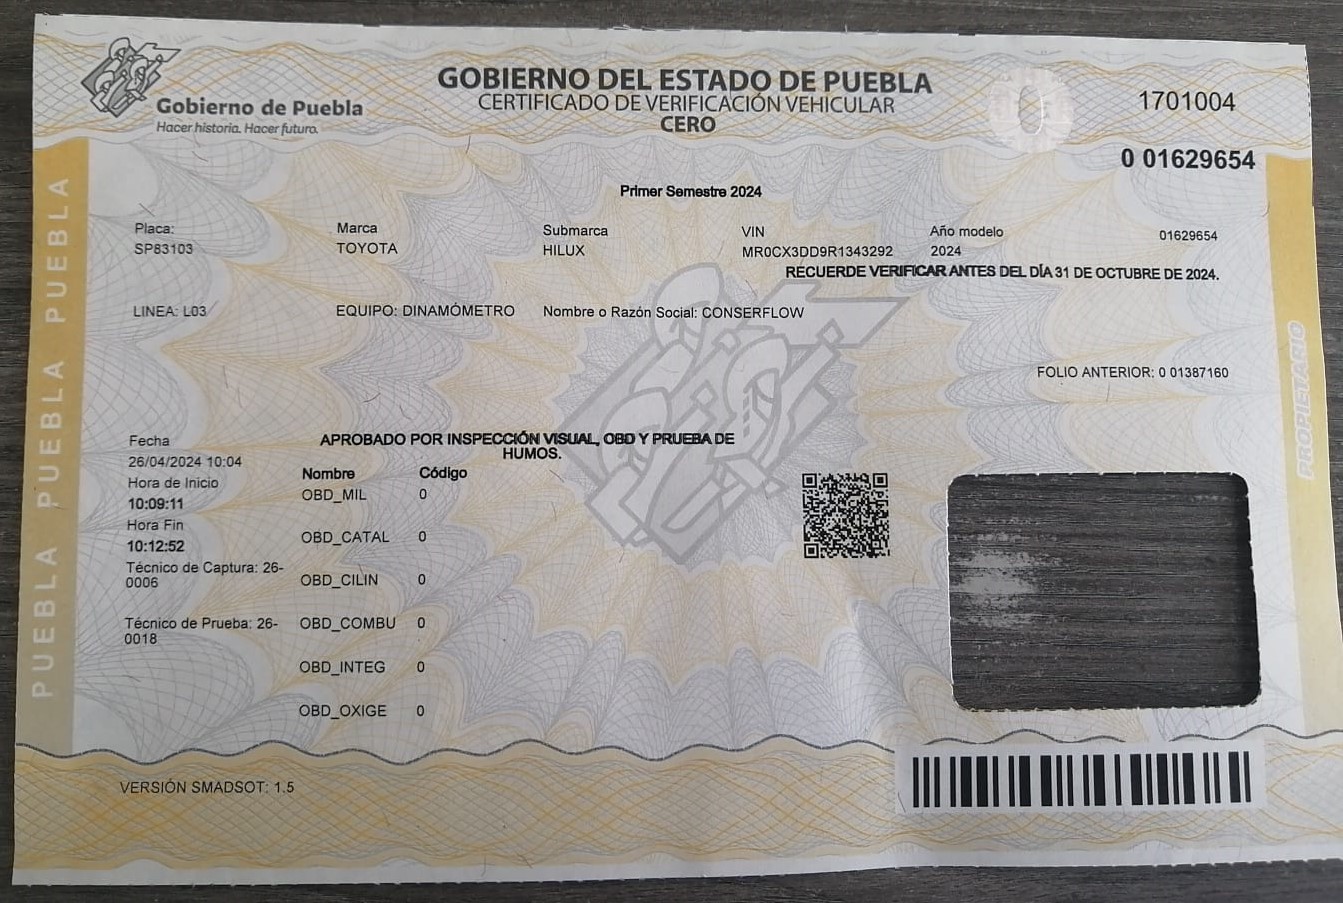 Gobierno de Puebla
Hacer historia. Hacer futuro.
GOBIERNO DEL ESTADO DE PUEBLA
CERTIFICADO DE VERIFICACIÓN VEHICULAR
CERO
0
1701004
0 01629654
Primer Semestre 2024
Placa: Marca Submarca VIN Año modelo 01629654
SP83103 TOYOTA HILUX MR0CX3DD9R1343292 2024
RECUERDE VERIFICAR ANTES DEL DÍA 31 DE OCTUBRE DE 2024.
LINEA: L03 EQUIPO: DINAMÓMETRO Nombre o Razón Social: CONSERFLOW
FOLIO ANTERIOR: 0 01387160
APROBADO POR INSPECCIÓN VISUAL, OBD Y PRUEBA DE
HUMOS.
Fecha
26/04/2024 10:04
Hora de Inicio
10:09:11
Hora Fin
10:12:52
Técnico de Captura: 26-
0006
Técnico de Prueba: 26-
0018
Nombre Código
OBD_MIL 0
OBD_CATAL 0
OBD_CILIN 0
OBD_COMBU 0
OBD_INTEG 0
OBD_OXIGE 0
VERSIÓN SMADSOT: 1.5
PUEBLA PUEBLA PUEBLA PUEBLA
PROPIETARIO